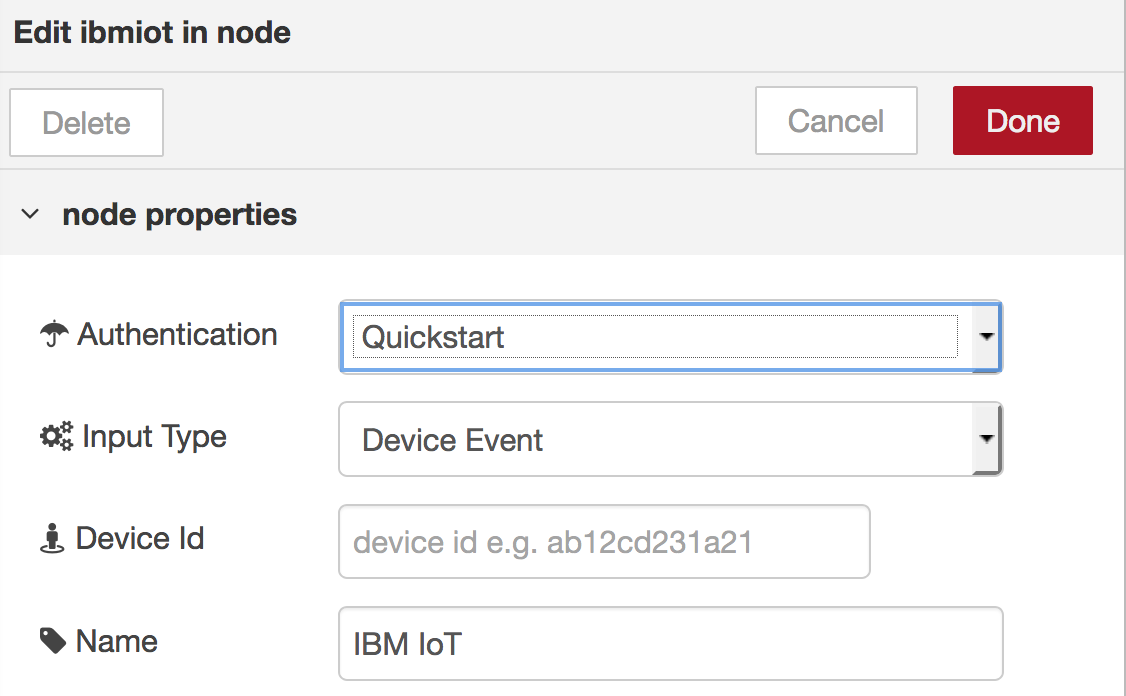 Edit ibmiot in node
Delete Cancel Done
node properties
Authentication Quickstart
Input Type Device Event
Device Id device id e.g. ab12cd231a21
Name IBM IoT